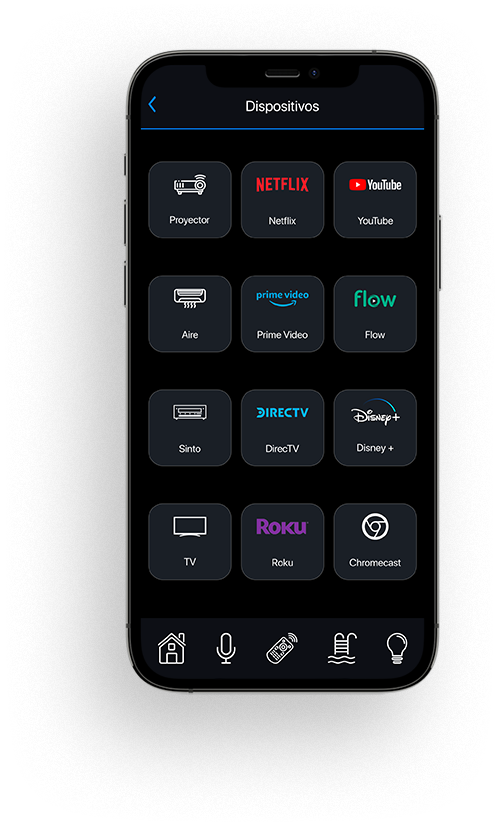 Dispositivos
Proyector
NETFLIX
Netflix
YouTube
YouTube
Aire
prime video
Prime Video
flow
Flow
Sinto
DIRECTV
DirecTV
Disney+
Disney +
TV
Roku
Roku
Chromecast